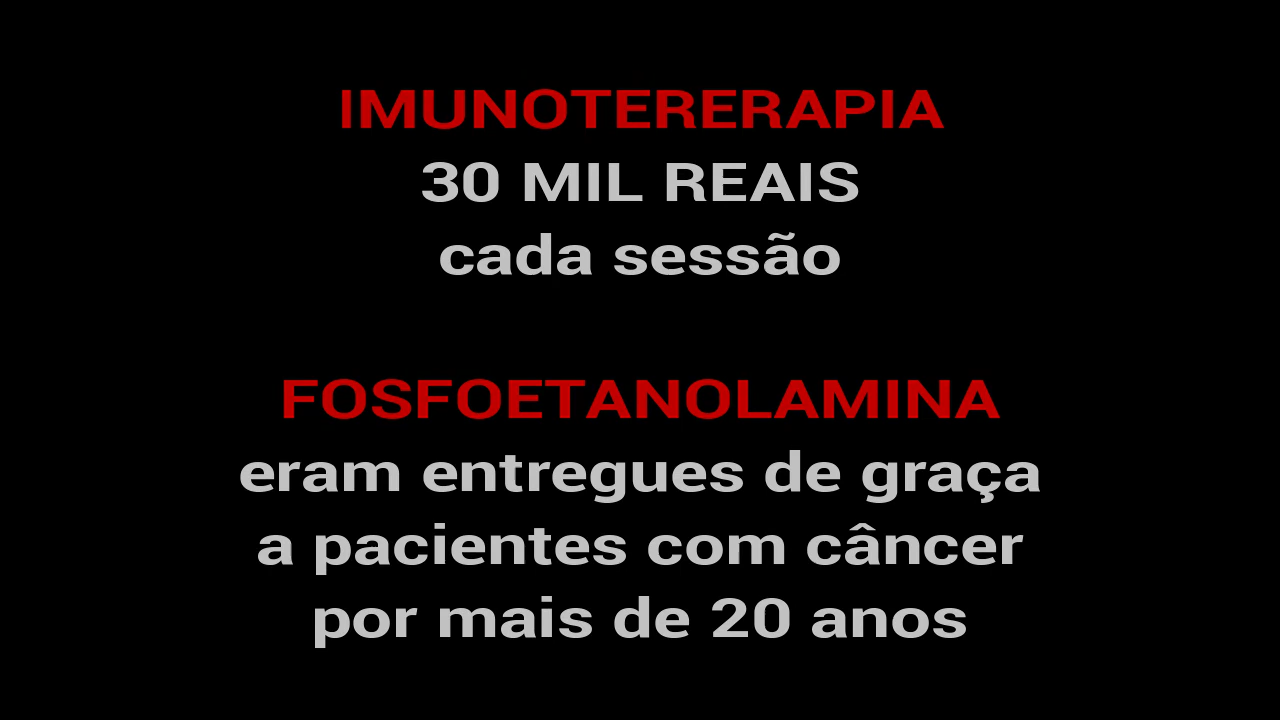 IMUNOTERERAPIA
30 MIL REAIS
cada sessão
FOSFOETANOLAMINA
eram entregues de graça
a pacientes com câncer
por mais de 20 anos